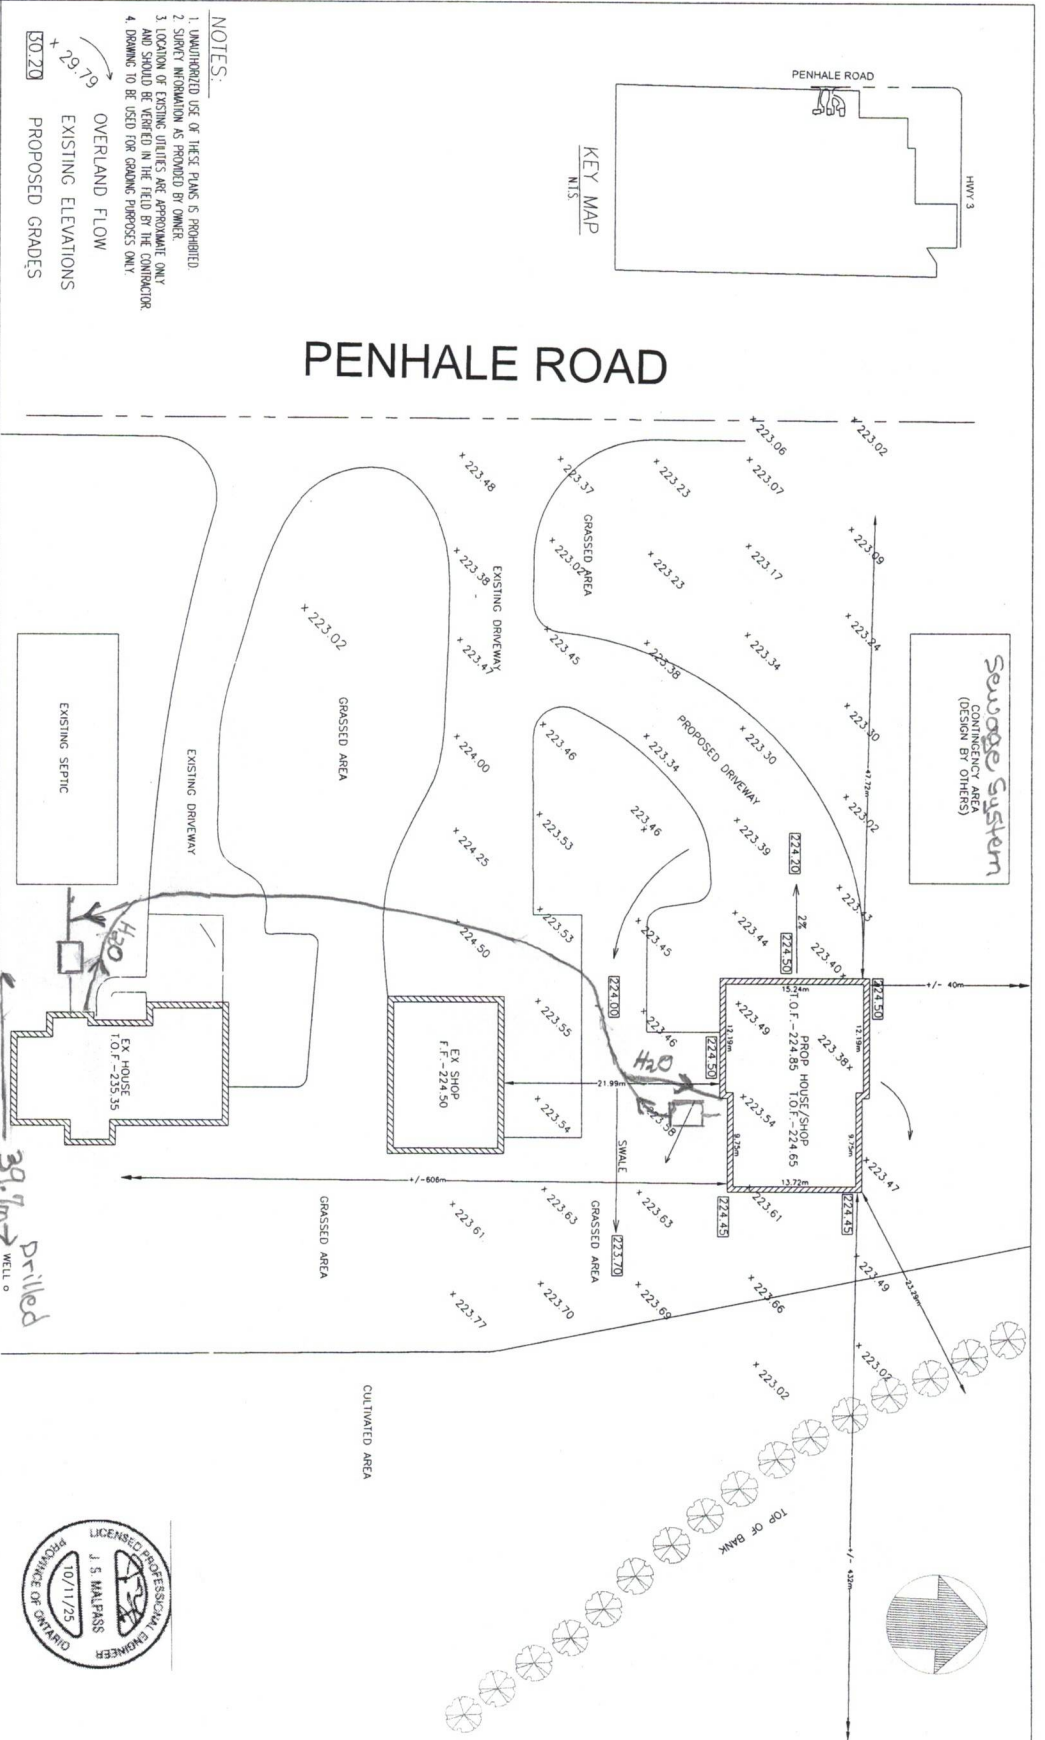 PENHALE ROAD
HWY 3
KEY MAP
N.T.S.
NOTES:
1. UNAUTHORIZED USE OF THESE PLANS IS PROHIBITED.
2. SURVEY INFORMATION AS PROVIDED BY OWNER.
3. LOCATION OF EXISTING UTILITIES ARE APPROXIMATE ONLY
AND SHOULD BE VERIFIED IN THE FIELD BY THE CONTRACTOR.
4. DRAWING TO BE USED FOR GRADING PURPOSES ONLY.
OVERLAND FLOW
+ 29.79 EXISTING ELEVATIONS
30.20 PROPOSED GRADES
PENHALE ROAD
x 223.02
x 223.06
x 223.07
x 223.23
x 223.37
x 223.48
x 223.09
x 223.17
x 223.23
x 223.02
x 223.38
GRASSED AREA
EXISTING DRIVEWAY
x 223.24
x 223.34
x 223.38
x 223.45
x 223.47
x 223.02
Sewage System
CONTINGENCY AREA
(DESIGN BY OTHERS)
x 223.30
x 223.30
x 223.34
x 223.46
x 224.00
PROPOSED DRIVEWAY
GRASSED AREA
47.72m
x 223.02
x 223.39
223.46
x 223.53
x 224.25
EXISTING DRIVEWAY
EXISTING SEPTIC
224.20
2%
224.50
x 223.43
x 223.44
x 223.45
x 223.53
x 224.50
223.40
224.50
+/- 40m
15.24m
T.O.F.-224.85
PROP HOUSE/SHOP
T.O.F.-224.65
12.19m
12.19m
9.75m
9.75m
13.72m
223.38x
x 223.49
x 223.54
224.50
224.00
x 223.46
x 223.55
H2O
21.99m
223.58
x 223.54
EX SHOP
F.F.-224.50
H2O
EX HOUSE
T.O.F-235.35
SWALE
223.70
+/-606m
x 223.47
x 223.61
224.45
224.45
x 223.63
x 223.63
x 223.61
GRASSED AREA
GRASSED AREA
x 223.49
x 223.66
x 223.69
x 223.70
x 223.77
23.29m
x 223.02
x 223.02
39.7m → Drilled
WELL o
CULTIVATED AREA
TOP OF BANK
+/- 432m
LICENSED PROFESSIONAL ENGINEER
J. S. MALPASS
10/11/25
PROVINCE OF ONTARIO